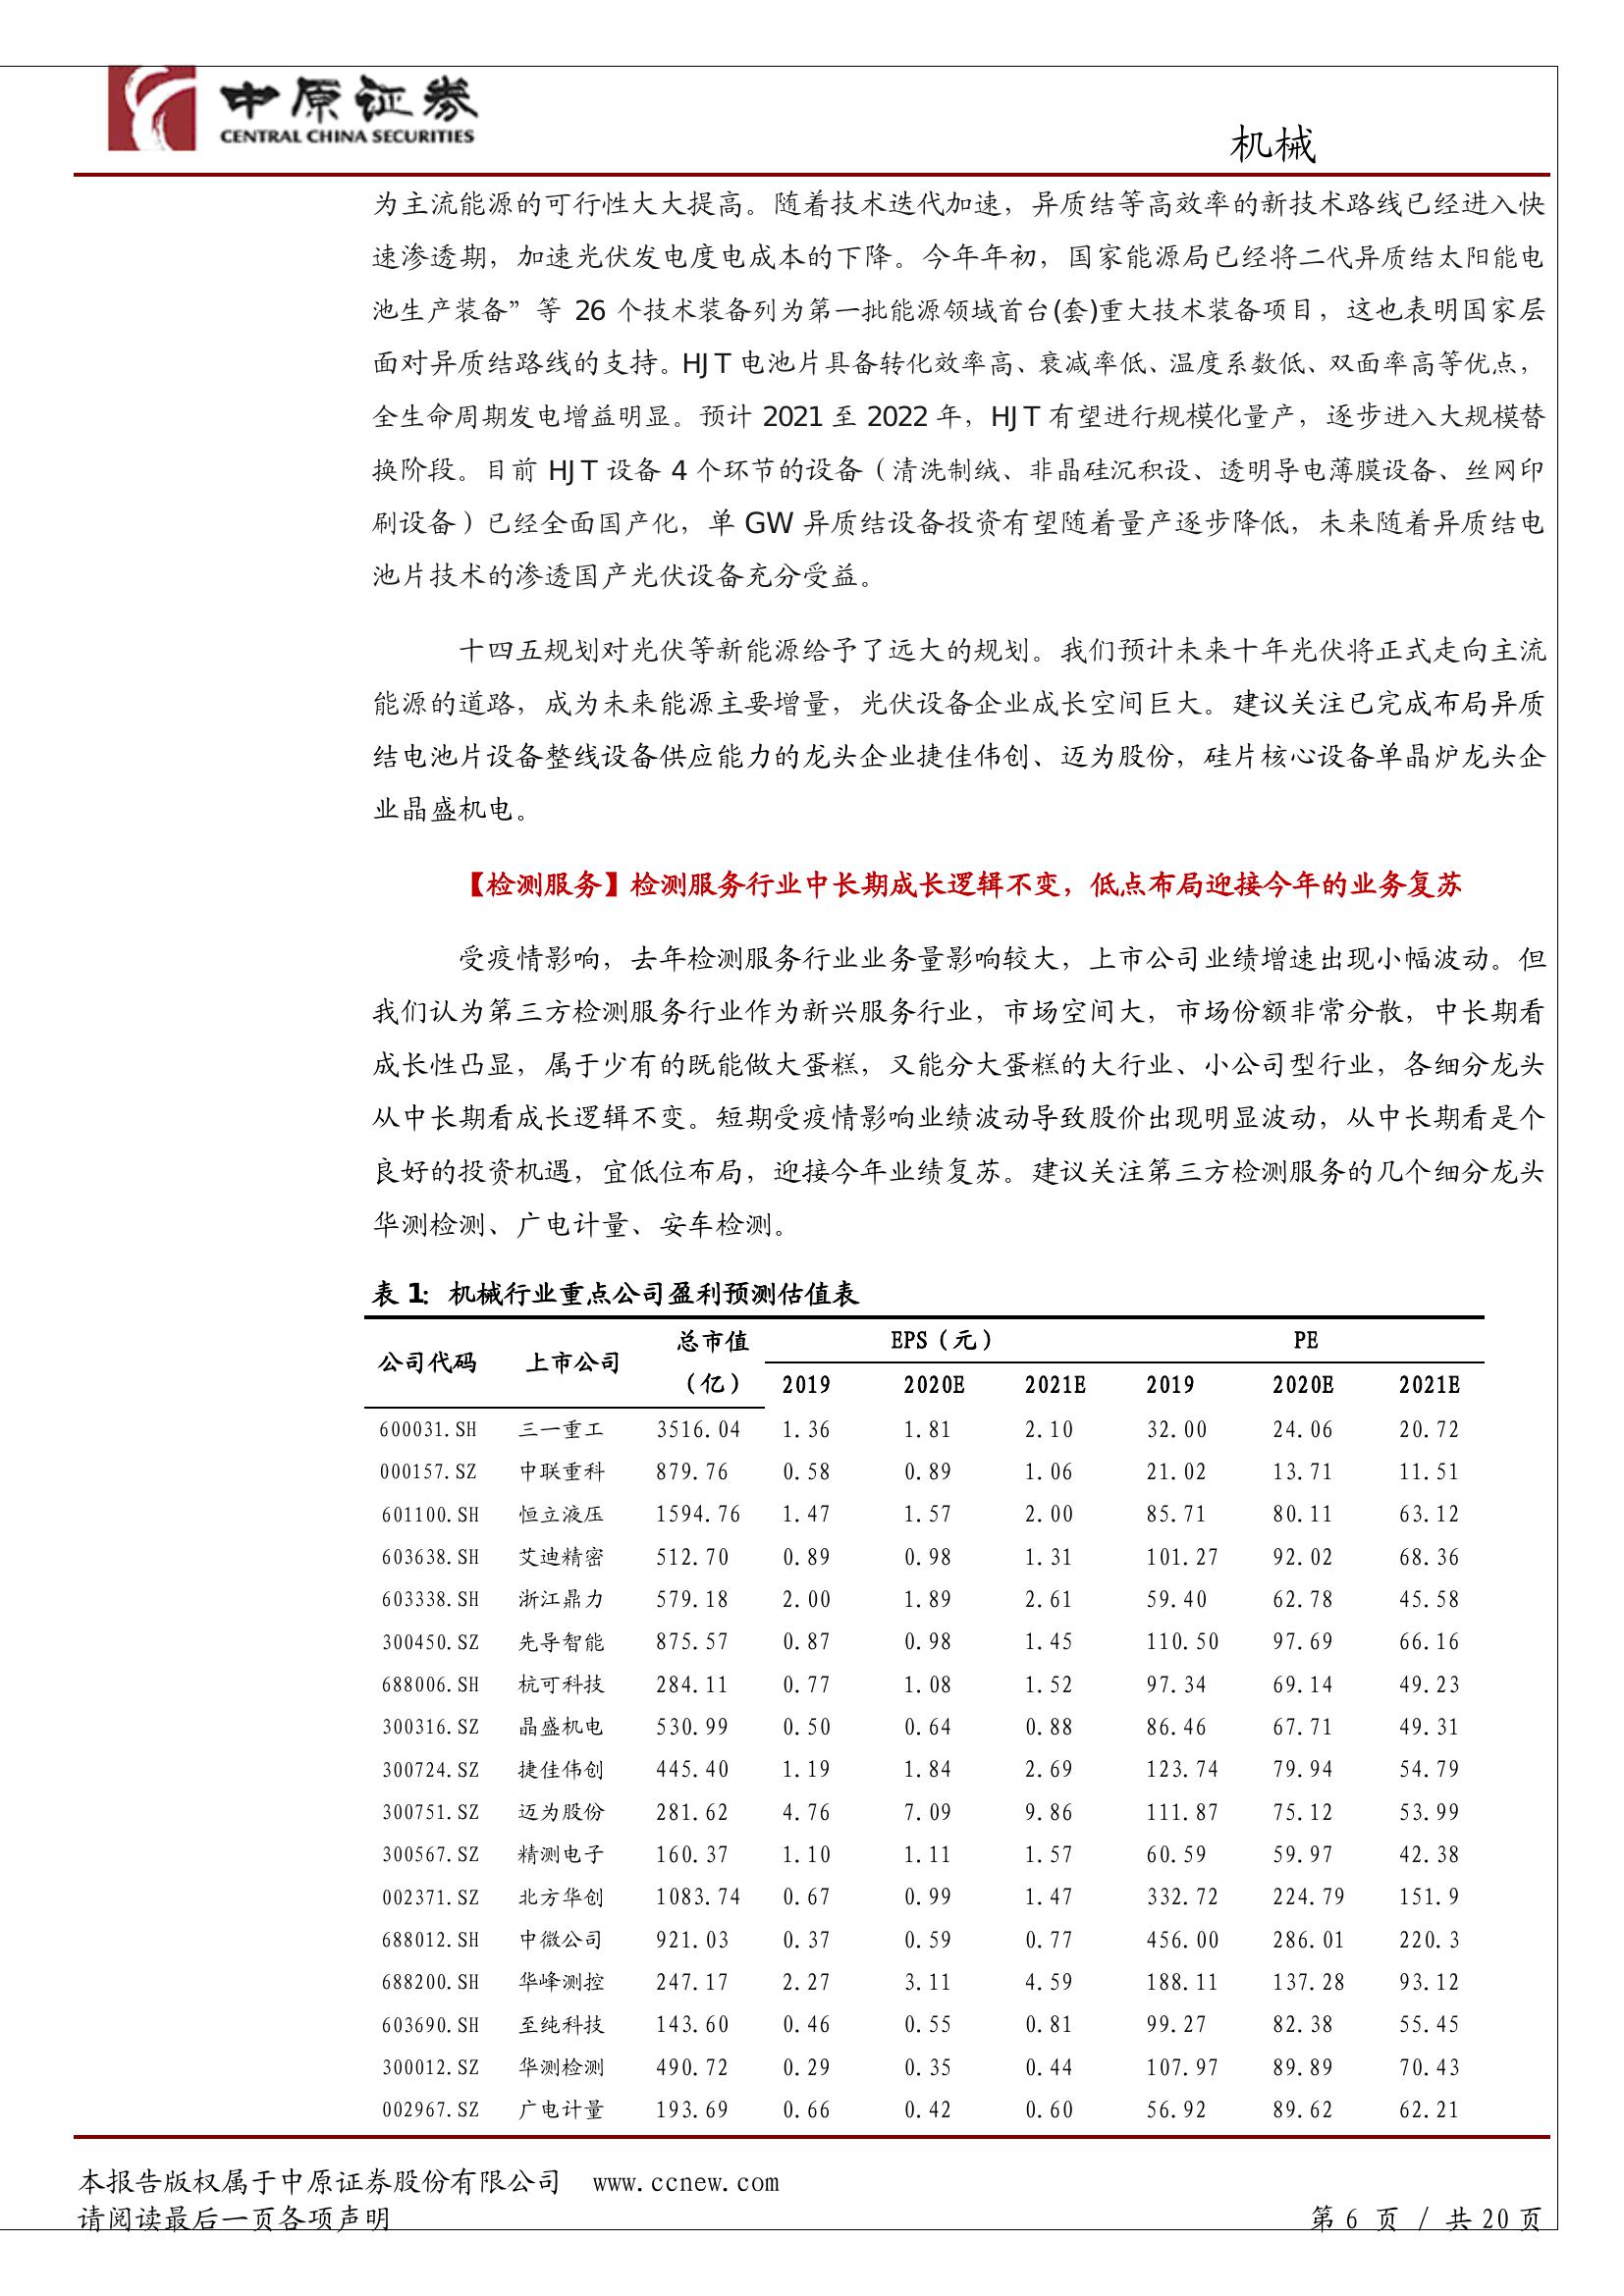 中原证券
CENTRAL CHINA SECURITIES
机械
为主流能源的可行性大大提高。随着技术迭代加速，异质结等高效率的新技术路线已经进入快
速渗透期，加速光伏发电度电成本的下降。今年年初，国家能源局已经将二代异质结太阳能电
池生产装备”等 26 个技术装备列为第一批能源领域首台(套)重大技术装备项目，这也表明国家层
面对异质结路线的支持。HJT 电池片具备转化效率高、衰减率低、温度系数低、双面率高等优点，
全生命周期发电增益明显。预计 2021 至 2022 年，HJT 有望进行规模化量产，逐步进入大规模替
换阶段。目前 HJT 设备 4 个环节的设备（清洗制绒、非晶硅沉积设、透明导电薄膜设备、丝网印
刷设备）已经全面国产化，单 GW 异质结设备投资有望随着量产逐步降低，未来随着异质结电
池片技术的渗透国产光伏设备充分受益。
十四五规划对光伏等新能源给予了远大的规划。我们预计未来十年光伏将正式走向主流
能源的道路，成为未来能源主要增量，光伏设备企业成长空间巨大。建议关注已完成布局异质
结电池片设备整线设备供应能力的龙头企业捷佳伟创、迈为股份，硅片核心设备单晶炉龙头企
业晶盛机电。
【检测服务】检测服务行业中长期成长逻辑不变，低点布局迎接今年的业务复苏
受疫情影响，去年检测服务行业业务量影响较大，上市公司业绩增速出现小幅波动。但
我们认为第三方检测服务行业作为新兴服务行业，市场空间大，市场份额非常分散，中长期看
成长性凸显，属于少有的既能做大蛋糕，又能分大蛋糕的大行业、小公司型行业，各细分龙头
从中长期看成长逻辑不变。短期受疫情影响业绩波动导致股价出现明显波动，从中长期看是个
良好的投资机遇，宜低位布局，迎接今年业绩复苏。建议关注第三方检测服务的几个细分龙头
华测检测、广电计量、安车检测。
表 1: 机械行业重点公司盈利预测估值表
公司代码 上市公司 总市值（亿） EPS（元） PE
2019 2020E 2021E 2019 2020E 2021E
600031.SH 三一重工 3516.04 1.36 1.81 2.10 32.00 24.06 20.72
000157.SZ 中联重科 879.76 0.58 0.89 1.06 21.02 13.71 11.51
601100.SH 恒立液压 1594.76 1.47 1.57 2.00 85.71 80.11 63.12
603638.SH 艾迪精密 512.70 0.89 0.98 1.31 101.27 92.02 68.36
603338.SH 浙江鼎力 579.18 2.00 1.89 2.61 59.40 62.78 45.58
300450.SZ 先导智能 875.57 0.87 0.98 1.45 110.50 97.69 66.16
688006.SH 杭可科技 284.11 0.77 1.08 1.52 97.34 69.14 49.23
300316.SZ 晶盛机电 530.99 0.50 0.64 0.88 86.46 67.71 49.31
300724.SZ 捷佳伟创 445.40 1.19 1.84 2.69 123.74 79.94 54.79
300751.SZ 迈为股份 281.62 4.76 7.09 9.86 111.87 75.12 53.99
300567.SZ 精测电子 160.37 1.10 1.11 1.57 60.59 59.97 42.38
002371.SZ 北方华创 1083.74 0.67 0.99 1.47 332.72 224.79 151.9
688012.SH 中微公司 921.03 0.37 0.59 0.77 456.00 286.01 220.3
688200.SH 华峰测控 247.17 2.27 3.11 4.59 188.11 137.28 93.12
603690.SH 至纯科技 143.60 0.46 0.55 0.81 99.27 82.38 55.45
300012.SZ 华测检测 490.72 0.29 0.35 0.44 107.97 89.89 70.43
002967.SZ 广电计量 193.69 0.66 0.42 0.60 56.92 89.62 62.21
本报告版权属于中原证券股份有限公司 www.ccnew.com
请阅读最后一页各项声明
第 6 页 / 共 20 页